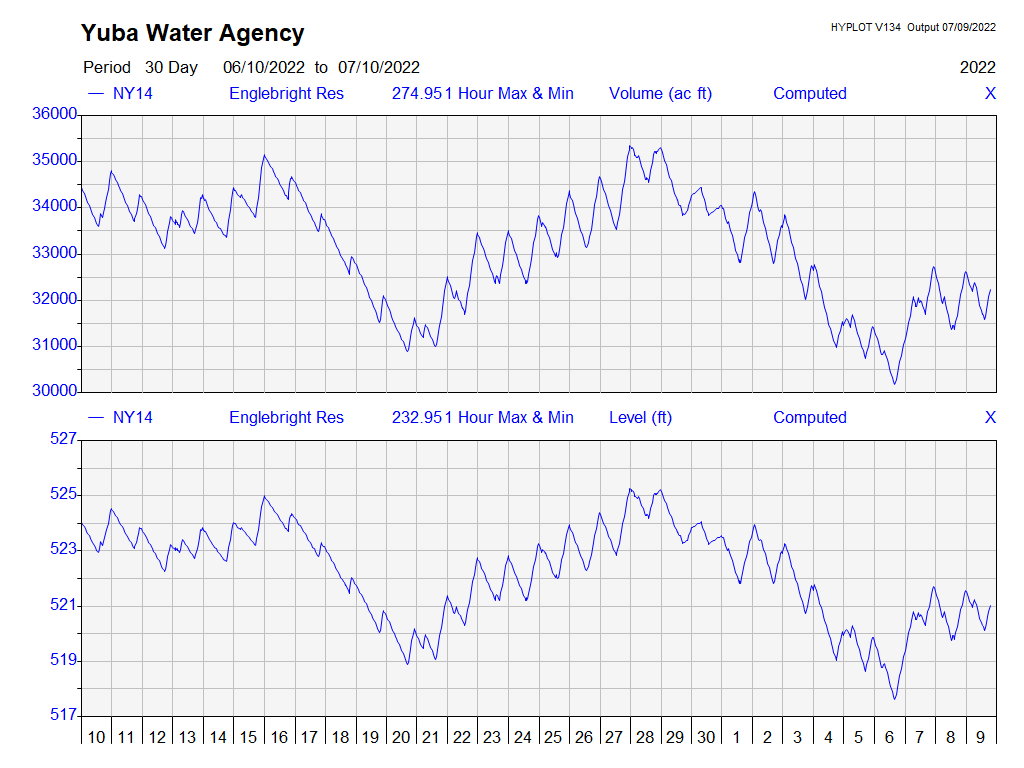 Yuba Water Agency
HYPLOT V134 Output 07/09/2022
Period 30 Day 06/10/2022 to 07/10/2022 2022
NY14 Englebright Res 274.951 Hour Max & Min Volume (ac ft) Computed X
36000
35000
34000
33000
32000
31000
30000
NY14 Englebright Res 232.951 Hour Max & Min Level (ft) Computed X
527
525
523
521
519
517
10 11 12 13 14 15 16 17 18 19 20 21 22 23 24 25 26 27 28 29 30 1 2 3 4 5 6 7 8 9